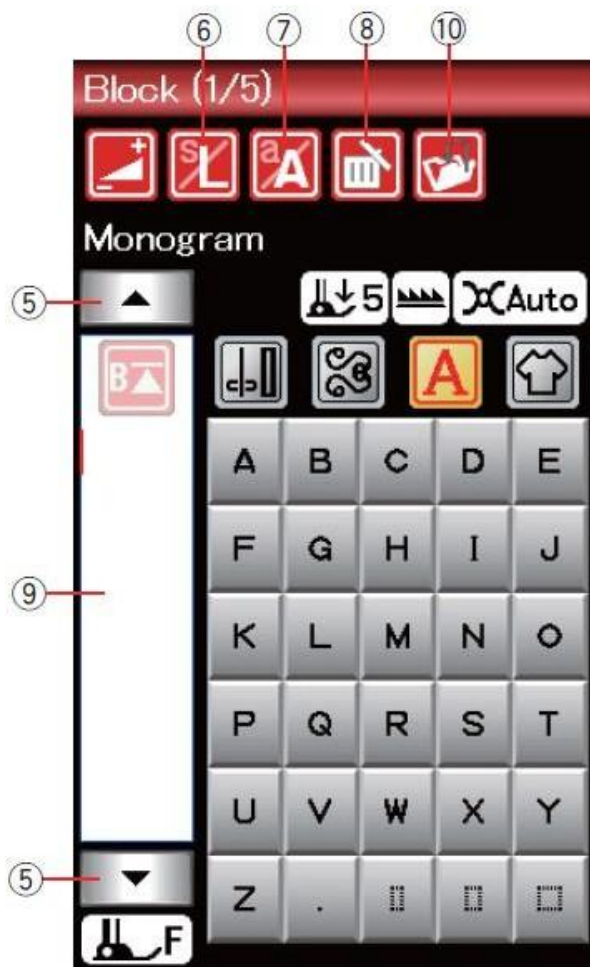 ⑥ ⑦ ⑧ ⑩
Block (1/5)
+ - S L a A
Monogram
⑤
5 Auto
B A
A B C D E
F G H I J
⑨
K L M N O
P Q R S T
U V W X Y
⑤
Z .
F